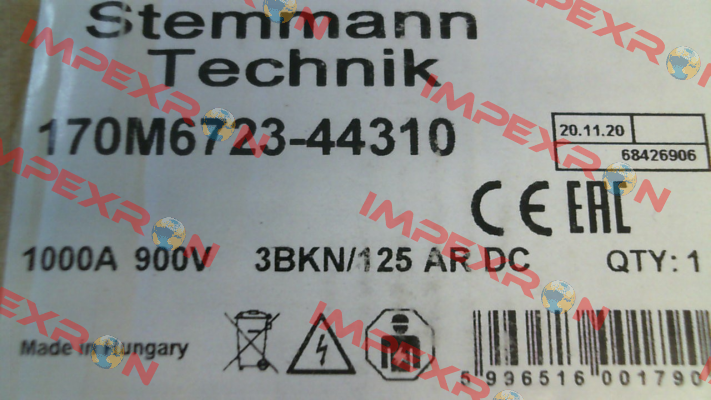 Stemmann
Technik
170M6723-44310
20.11.20
68426906
CE EAC
1000A 900V 3BKN/125 AR DC QTY: 1
Made in Hungary
5 996516 001790
IMPEXRON